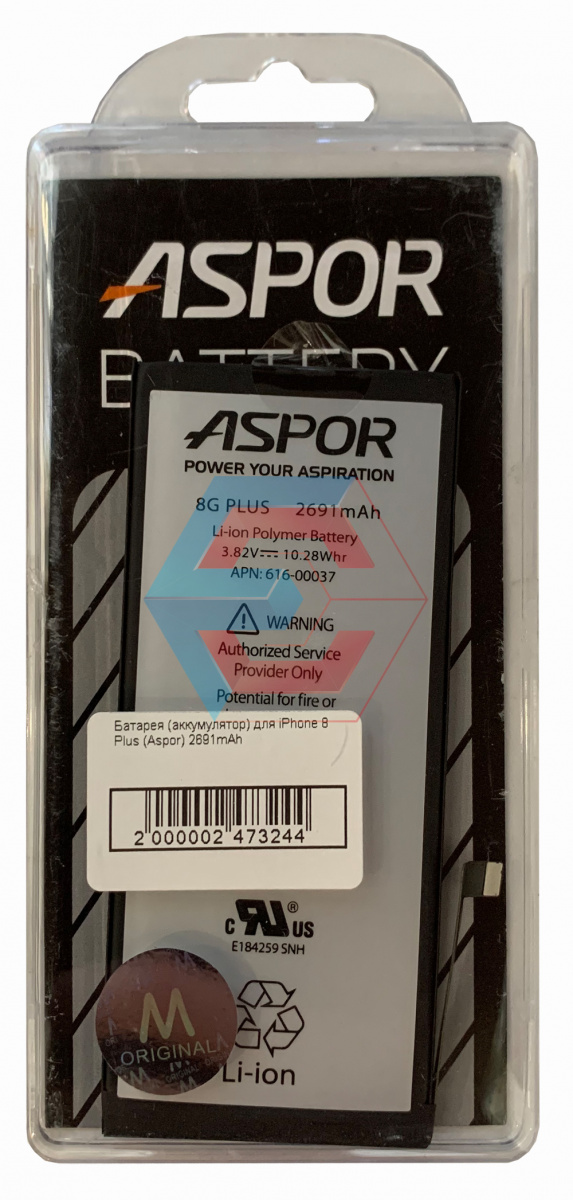 ASPOR
BATTERY
ASPOR
POWER YOUR ASPIRATION
8G PLUS 2691mAh
Li-ion Polymer Battery
3.82V⎓ 10.28Whr
APN: 616-00037
⚠ WARNING
Authorized Service
Provider Only
Potential for fire or
Батарея (аккумулятор) для iPhone 8
Plus (Aspor) 2691mAh
2 000002 473244
c RU ® US
E184259 SNH
M
ORIGINAL
Li-ion